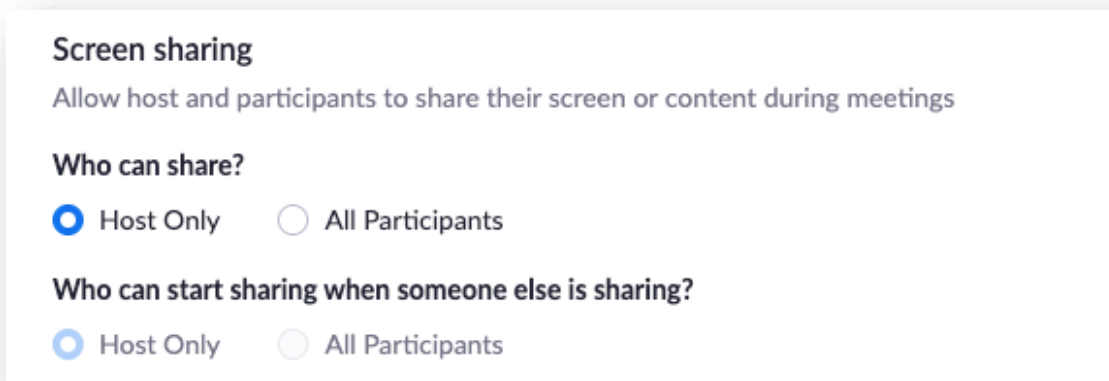 Screen sharing
Allow host and participants to share their screen or content during meetings
Who can share?
Host Only All Participants
Who can start sharing when someone else is sharing?
Host Only All Participants